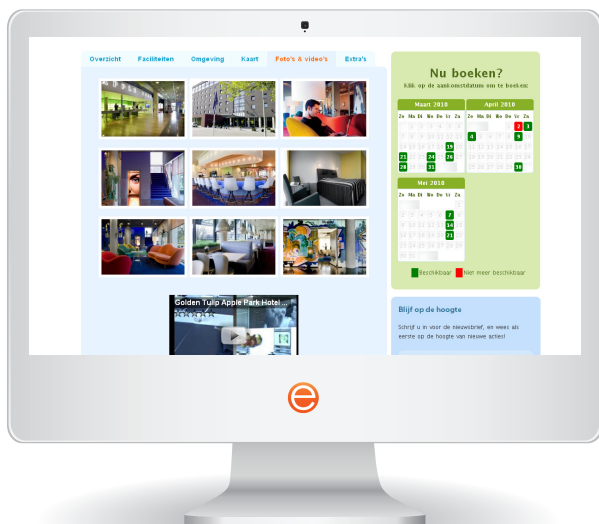 Overzicht Faciliteiten Omgeving Kaart Foto's & video's Extra's
Nu boeken?
Klik op de aankomstdatum om te boeken:
Maart 2010 April 2010
Zo Ma Di Wo Do Vr Za Zo Ma Di Wo Do Vr Za
2 3
4 9
19
21 24 26
28 31 30
Mei 2010
Zo Ma Di Wo Do Vr Za
7
14
21
Beschikbaar Niet meer beschikbaar
Golden Tulip Apple Park Hotel ...
Blijf op de hoogte
Schrijf u in voor de nieuwsbrief, en wees als
eerste op de hoogte van nieuwe acties!
e